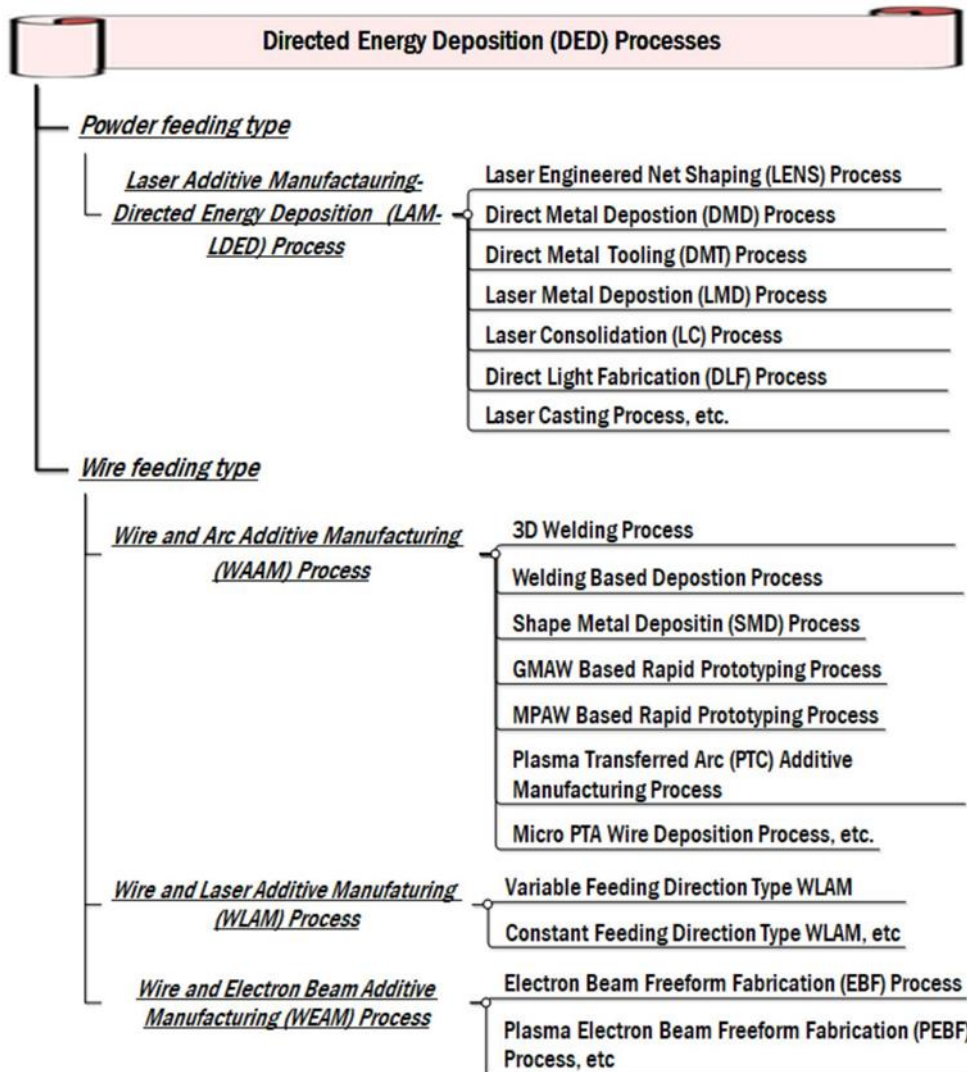 Directed Energy Deposition (DED) Processes
Powder feeding type
Laser Additive Manufactauring-
Directed Energy Deposition (LAM-
LDED) Process
Laser Engineered Net Shaping (LENS) Process
Direct Metal Depostion (DMD) Process
Direct Metal Tooling (DMT) Process
Laser Metal Depostion (LMD) Process
Laser Consolidation (LC) Process
Direct Light Fabrication (DLF) Process
Laser Casting Process, etc.
Wire feeding type
Wire and Arc Additive Manufacturing
(WAAM) Process
3D Welding Process
Welding Based Depostion Process
Shape Metal Depositin (SMD) Process
GMAW Based Rapid Prototyping Process
MPAW Based Rapid Prototyping Process
Plasma Transferred Arc (PTC) Additive
Manufacturing Process
Micro PTA Wire Deposition Process, etc.
Wire and Laser Additive Manufaturing
(WLAM) Process
Variable Feeding Direction Type WLAM
Constant Feeding Direction Type WLAM, etc
Wire and Electron Beam Additive
Manufacturing (WEAM) Process
Electron Beam Freeform Fabrication (EBF) Process
Plasma Electron Beam Freeform Fabrication (PEBF)
Process, etc